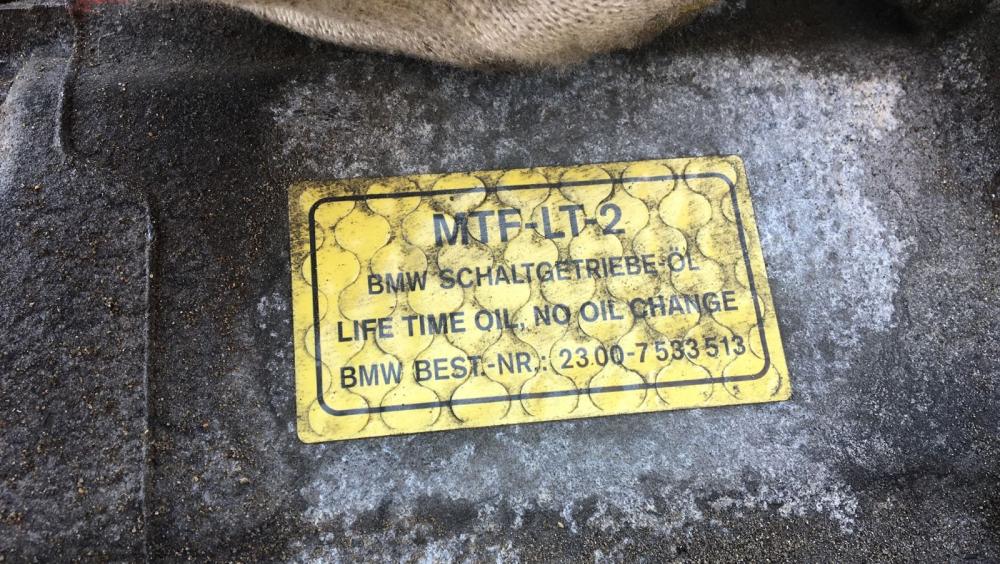 MTF-LT-2
BMW SCHALTGETRIEBE-ÖL
LIFE TIME OIL, NO OIL CHANGE
BMW BEST.-NR.: 23.00-7 533 513